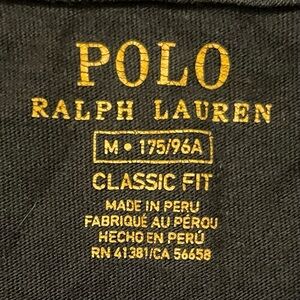 POLO
RALPH LAUREN
M • 175/96A
CLASSIC FIT
MADE IN PERU
FABRIQUÉ AU PÉROU
HECHO EN PERÚ
RN 41381/CA 56658